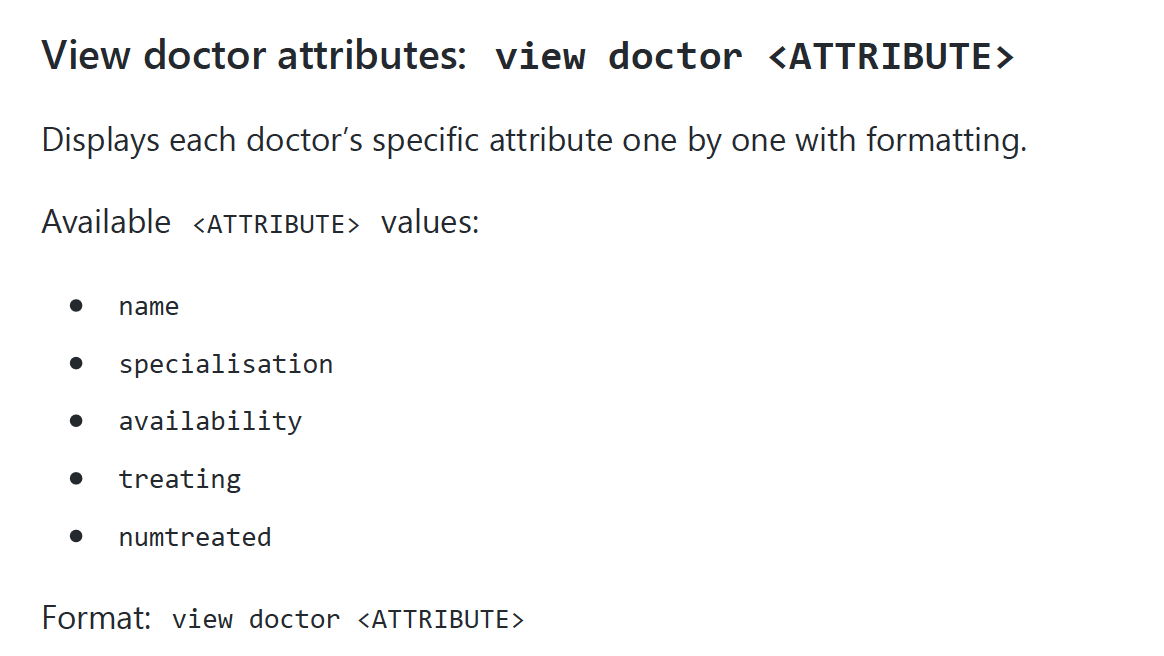 View doctor attributes: view doctor <ATTRIBUTE>
Displays each doctor’s specific attribute one by one with formatting.
Available <ATTRIBUTE> values:
• name
• specialisation
• availability
• treating
• numtreated
Format: view doctor <ATTRIBUTE>